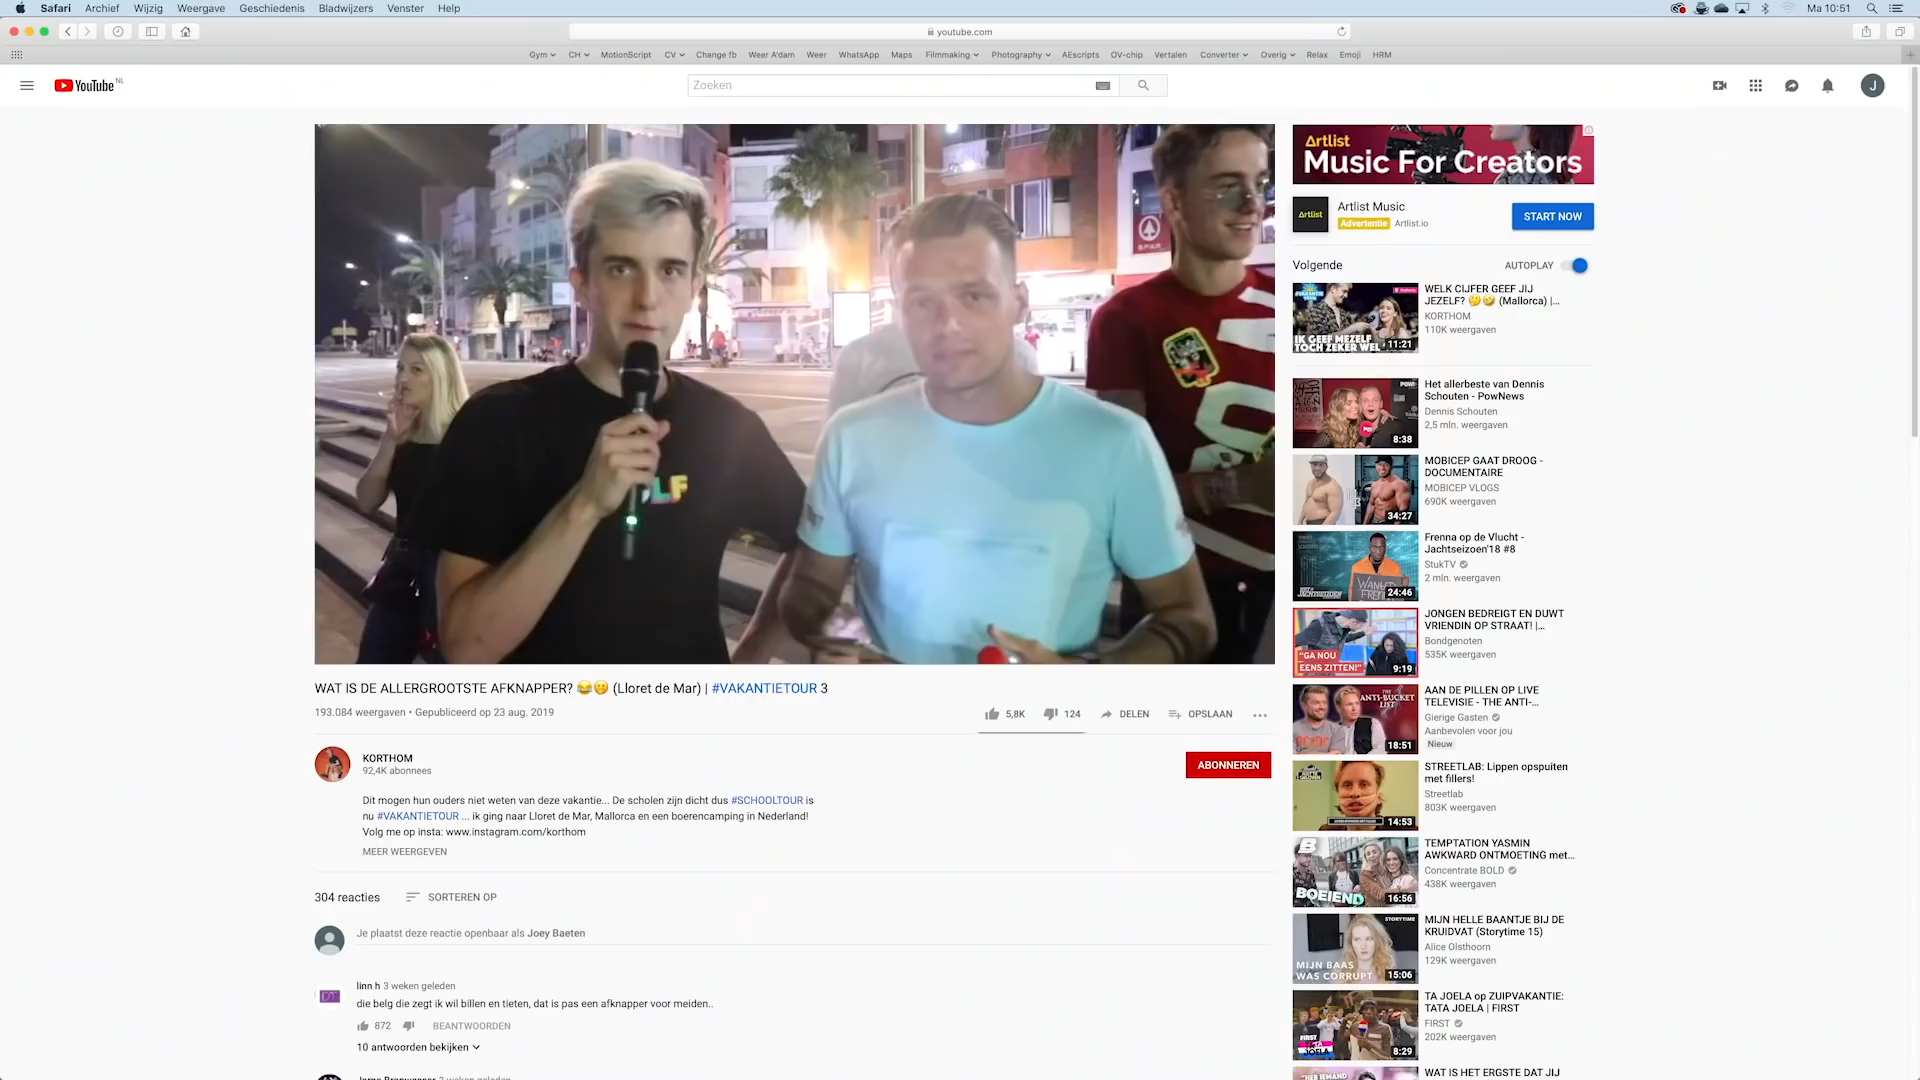 Safari Archief Wijzig Weergave Geschiedenis Bladwijzers Venster Help
Ma 10:51
youtube.com
Gym CH MotionScript CV Change fb Weer A'dam Weer WhatsApp Maps Filmmaking Photography AEscripts OV-chip Vertalen Converter Overig Relax Emoji HRM
YouTube NL
Zoeken
J
SPAR
LF
WAT IS DE ALLERGROOTSTE AFKNAPPER? 😂🤭 (Lloret de Mar) | #VAKANTIETOUR 3
193.084 weergaven • Gepubliceerd op 23 aug. 2019
5,8K 124 DELEN OPSLAAN
KORTHOM
92,4K abonnees
ABONNEREN
Dit mogen hun ouders niet weten van deze vakantie... De scholen zijn dicht dus #SCHOOLTOUR is
nu #VAKANTIETOUR ... ik ging naar Lloret de Mar, Mallorca en een boerencamping in Nederland!
Volg me op insta: www.instagram.com/korthom
MEER WEERGEVEN
304 reacties SORTEREN OP
Je plaatst deze reactie openbaar als Joey Baeten
DT
linn h 3 weken geleden
die belg die zegt ik wil billen en tieten, dat is pas een afknapper voor meiden..
872 BEANTWOORDEN
10 antwoorden bekijken
Artlist
Music For Creators
Artlist
Artlist Music
Advertentie Artlist.io
START NOW
Volgende
AUTOPLAY
IK GEEF MEZELF
TOCH ZEKER WEL
11:21
WELK CIJFER GEEF JIJ
JEZELF? 🤔🤣 (Mallorca) |...
KORTHOM
110K weergaven
8:38
Het allerbeste van Dennis
Schouten - PowNews
Dennis Schouten
2,5 mln. weergaven
34:27
MOBICEP GAAT DROOG -
DOCUMENTAIRE
MOBICEP VLOGS
690K weergaven
24:46
Frenna op de Vlucht -
Jachtseizoen'18 #8
StukTV
2 mln. weergaven
"GA NOU
EENS ZITTEN!"
9:19
JONGEN BEDREIGT EN DUWT
VRIENDIN OP STRAAT! |...
Bondgenoten
535K weergaven
THE
ANTI-BUCKET
LIST
18:51
AAN DE PILLEN OP LIVE
TELEVISIE - THE ANTI-...
Gierige Gasten
Aanbevolen voor jou
Nieuw
14:53
STREETLAB: Lippen opspuiten
met fillers!
Streetlab
803K weergaven
B
BOEIEND
16:56
TEMPTATION YASMIN
AWKWARD ONTMOETING met...
Concentrate BOLD
438K weergaven
STORYTIME
MIJN BAAS
WAS CORRUPT
15:06
MIJN HELLE BAANTJE BIJ DE
KRUIDVAT (Storytime 15)
Alice Olsthoorn
129K weergaven
FIRST
TATA
JOELA
8:29
TA JOELA op ZUIPVAKANTIE:
TATA JOELA | FIRST
FIRST
202K weergaven
WAT IS HET ERGSTE DAT JIJ